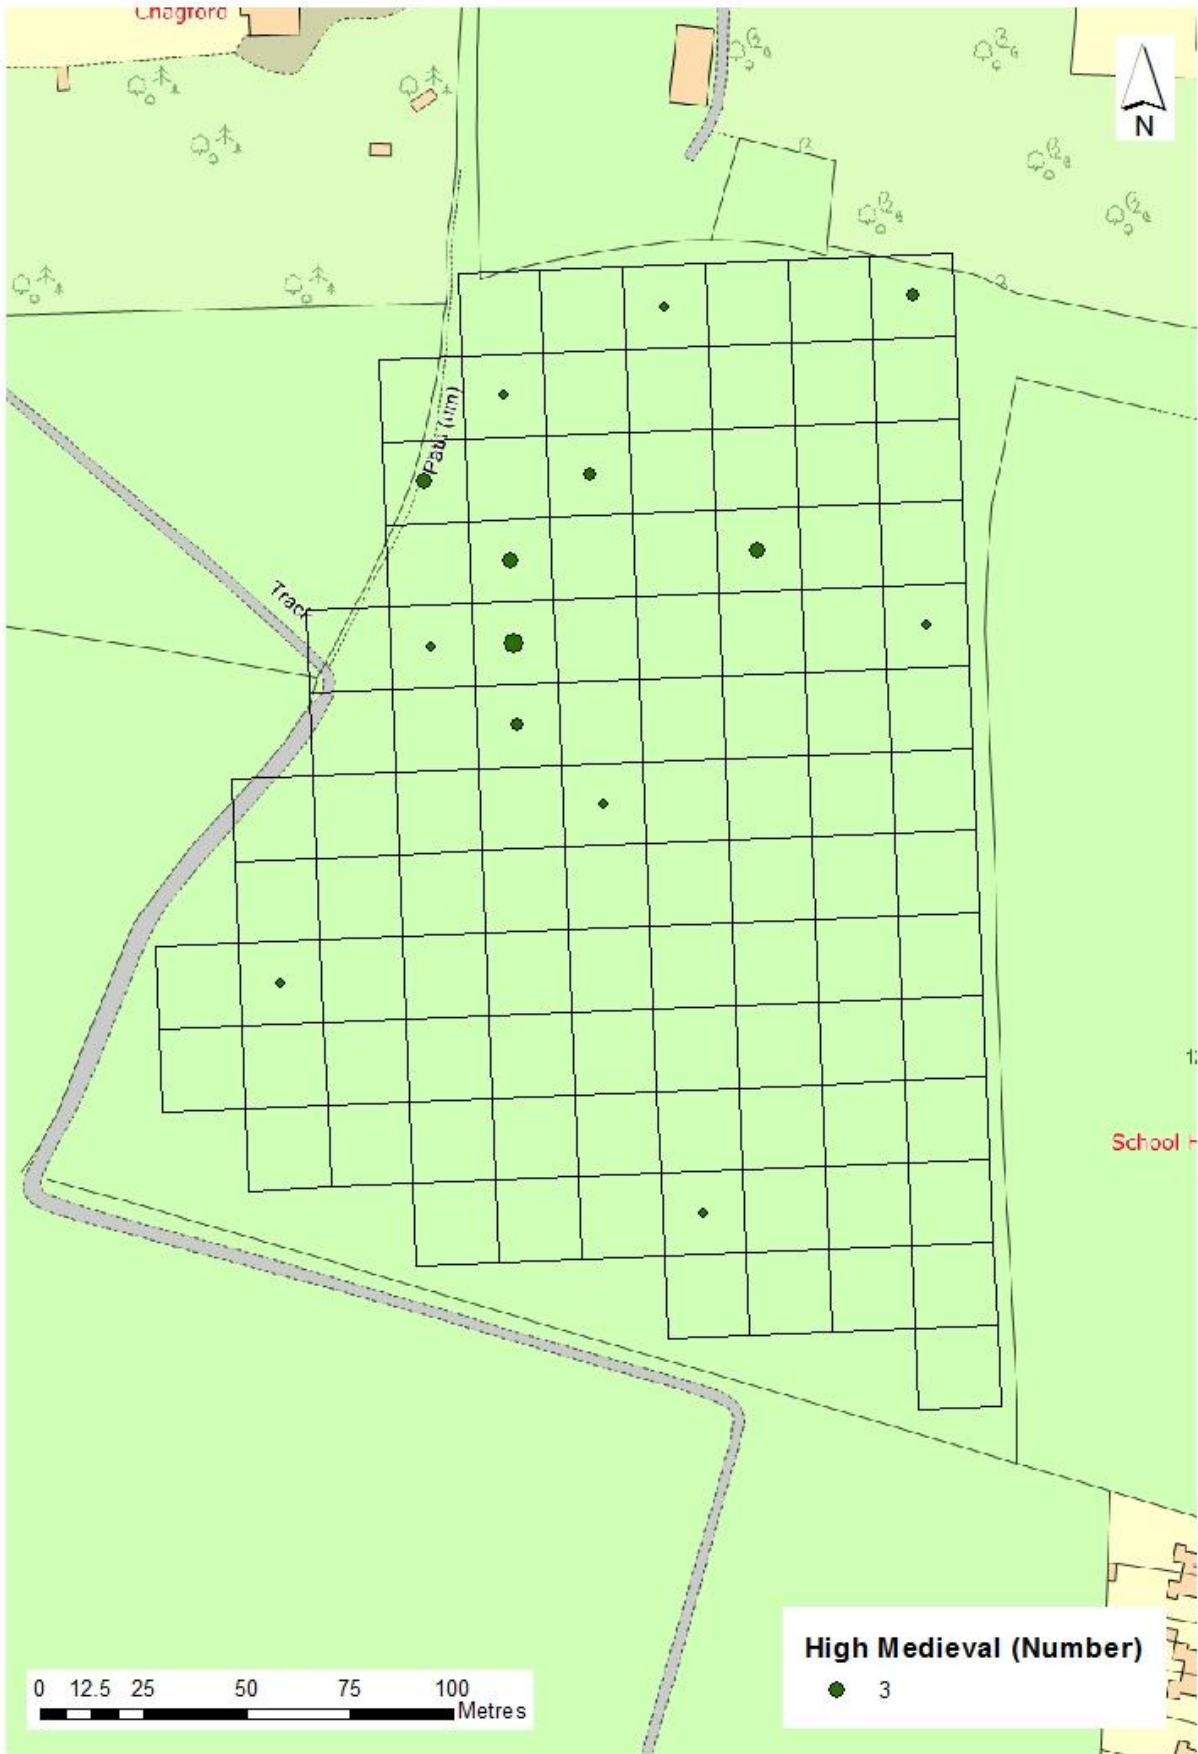 Chagford
N
Path (um)
Track
School H
High Medieval (Number)
3
0 12.5 25 50 75 100
Metres